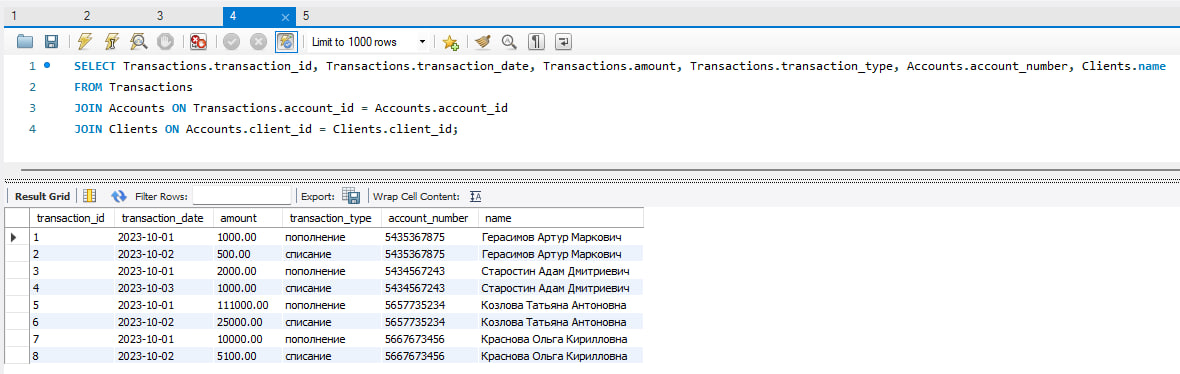 1 2 3 4 × 5
Limit to 1000 rows
1 SELECT Transactions.transaction_id, Transactions.transaction_date, Transactions.amount, Transactions.transaction_type, Accounts.account_number, Clients.name
2 FROM Transactions
3 JOIN Accounts ON Transactions.account_id = Accounts.account_id
4 JOIN Clients ON Accounts.client_id = Clients.client_id;
Result Grid Filter Rows: Export: Wrap Cell Content: IA
transaction_id transaction_date amount transaction_type account_number name
1 2023-10-01 1000.00 пополнение 5435367875 Герасимов Артур Маркович
2 2023-10-02 500.00 списание 5435367875 Герасимов Артур Маркович
3 2023-10-01 2000.00 пополнение 5434567243 Старостин Адам Дмитриевич
4 2023-10-03 1000.00 списание 5434567243 Старостин Адам Дмитриевич
5 2023-10-01 111000.00 пополнение 5657735234 Козлова Татьяна Антоновна
6 2023-10-02 25000.00 списание 5657735234 Козлова Татьяна Антоновна
7 2023-10-01 10000.00 пополнение 5667673456 Краснова Ольга Кирилловна
8 2023-10-02 5100.00 списание 5667673456 Краснова Ольга Кирилловна